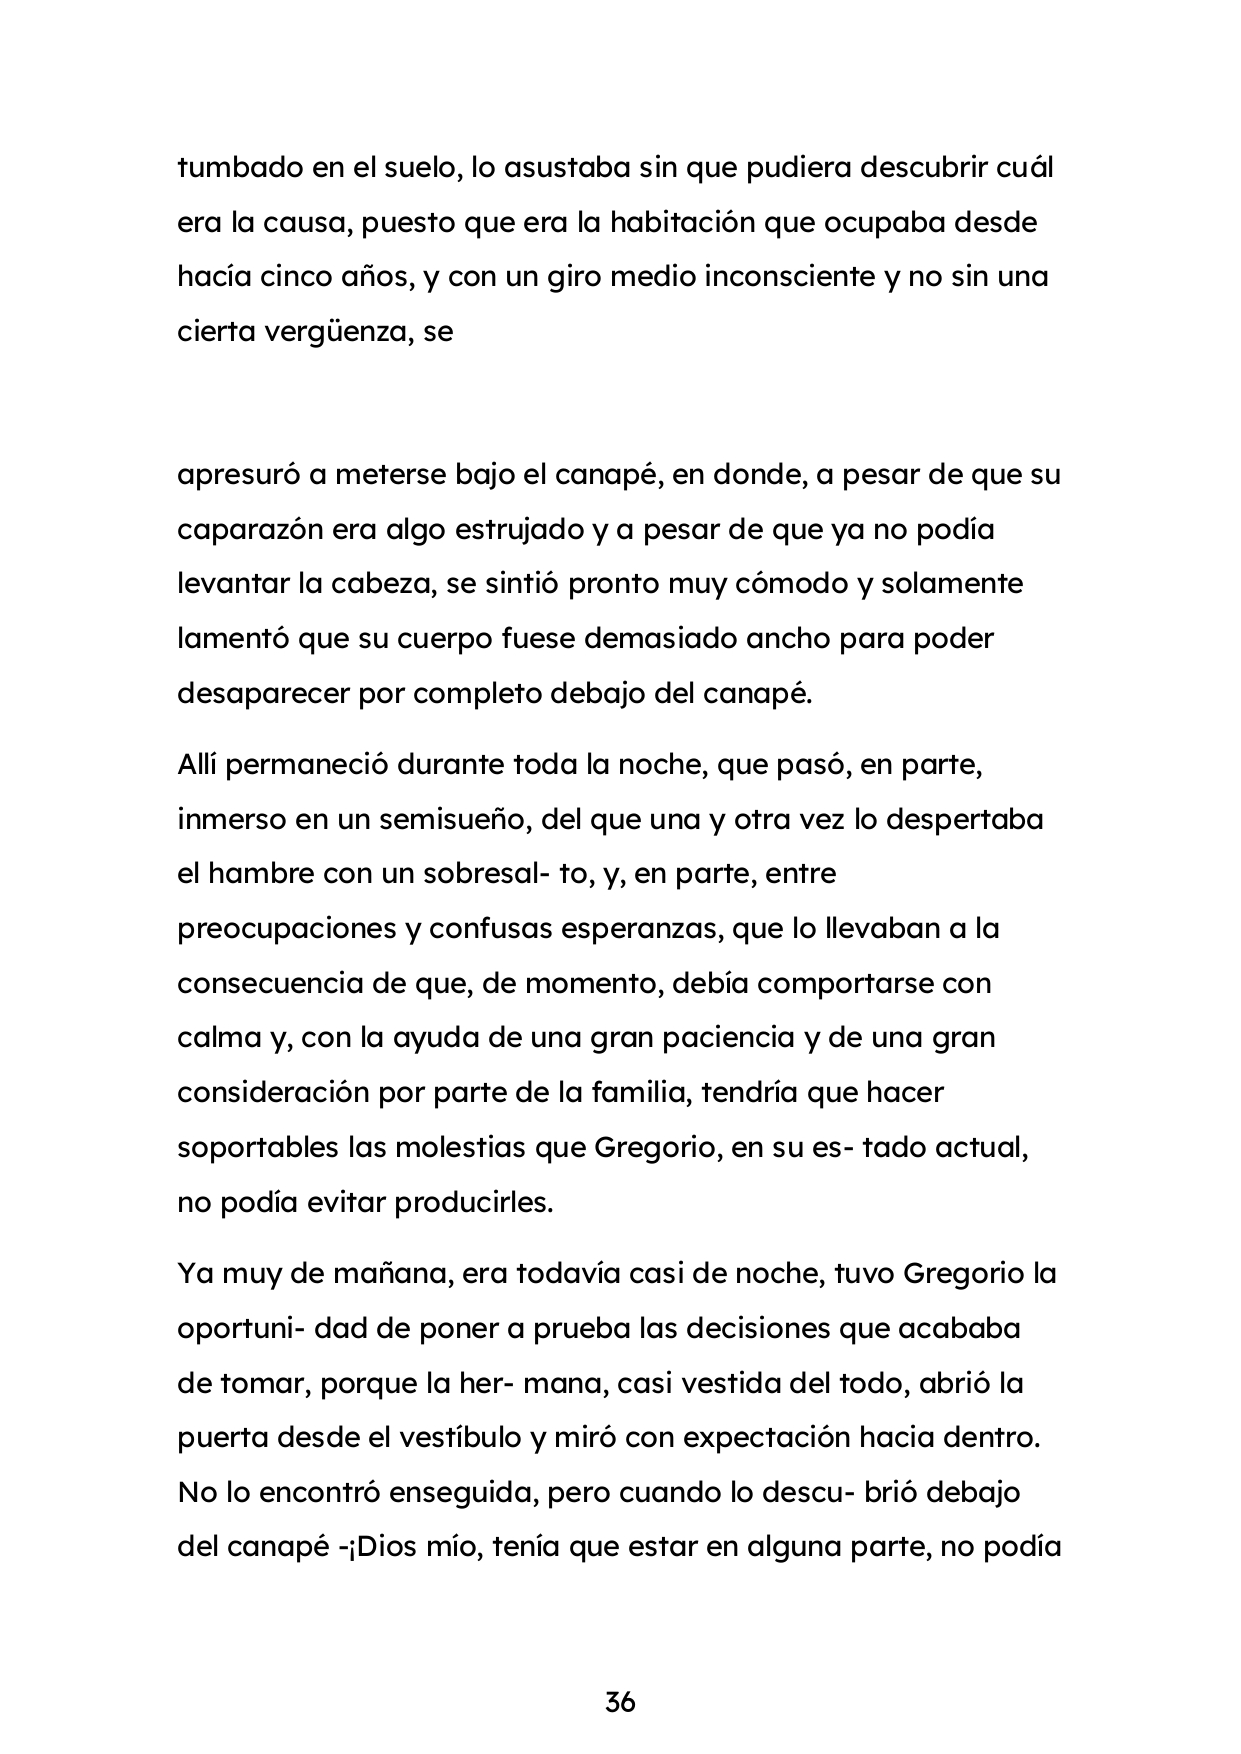 tumbado en el suelo, lo asustaba sin que pudiera descubrir cuál
era la causa, puesto que era la habitación que ocupaba desde
hacía cinco años, y con un giro medio inconsciente y no sin una
cierta vergüenza, se
apresuró a meterse bajo el canapé, en donde, a pesar de que su
caparazón era algo estrujado y a pesar de que ya no podía
levantar la cabeza, se sintió pronto muy cómodo y solamente
lamentó que su cuerpo fuese demasiado ancho para poder
desaparecer por completo debajo del canapé.
Allí permaneció durante toda la noche, que pasó, en parte,
inmerso en un semisueño, del que una y otra vez lo despertaba
el hambre con un sobresal- to, y, en parte, entre
preocupaciones y confusas esperanzas, que lo llevaban a la
consecuencia de que, de momento, debía comportarse con
calma y, con la ayuda de una gran paciencia y de una gran
consideración por parte de la familia, tendría que hacer
soportables las molestias que Gregorio, en su es- tado actual,
no podía evitar producirles.
Ya muy de mañana, era todavía casi de noche, tuvo Gregorio la
oportuni- dad de poner a prueba las decisiones que acababa
de tomar, porque la her- mana, casi vestida del todo, abrió la
puerta desde el vestíbulo y miró con expectación hacia dentro.
No lo encontró enseguida, pero cuando lo descu- brió debajo
del canapé -¡Dios mío, tenía que estar en alguna parte, no podía
36